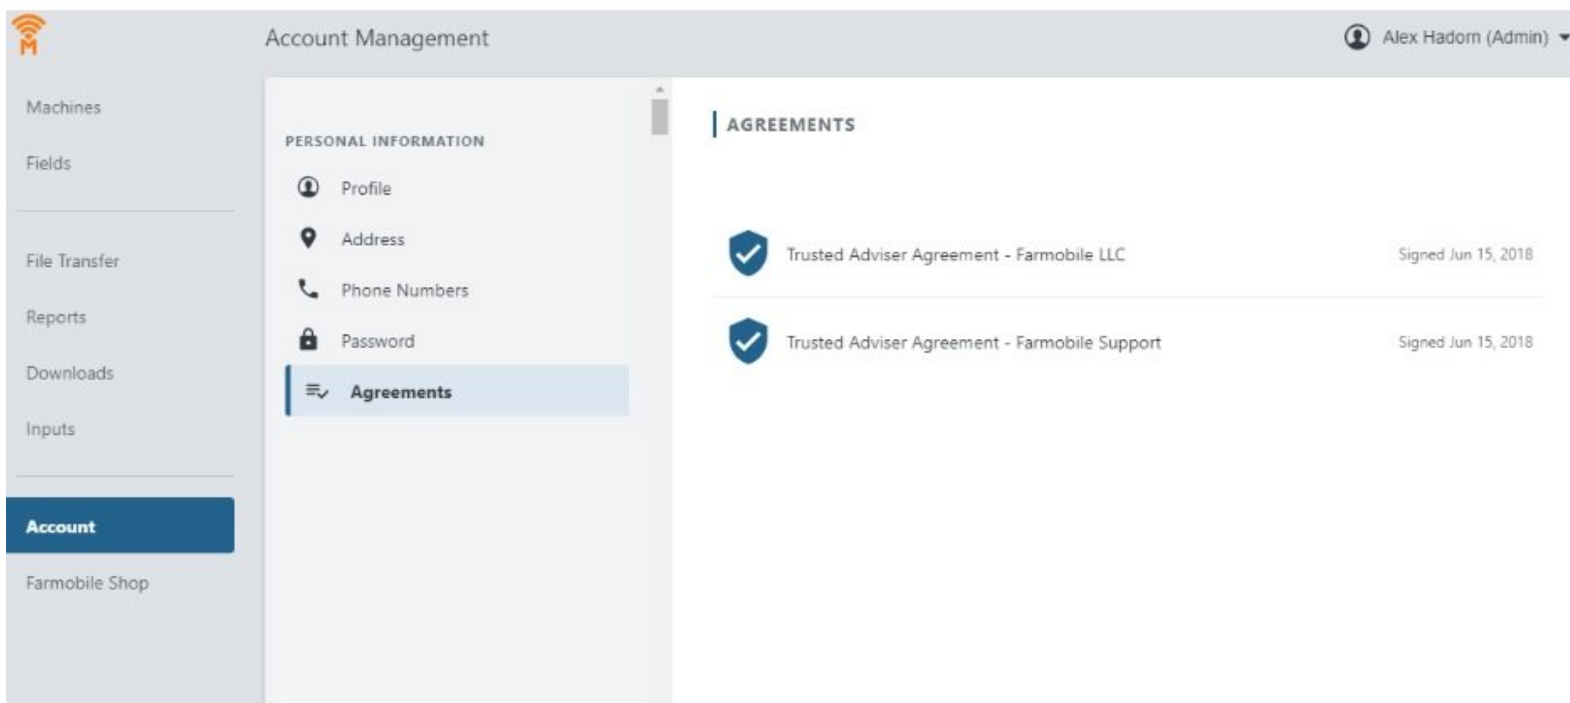 Account Management
Alex Hadorn (Admin)
Machines
Fields
File Transfer
Reports
Downloads
Inputs
Account
Farmobile Shop
PERSONAL INFORMATION
Profile
Address
Phone Numbers
Password
Agreements
AGREEMENTS
Trusted Adviser Agreement - Farmobile LLC Signed Jun 15, 2018
Trusted Adviser Agreement - Farmobile Support Signed Jun 15, 2018